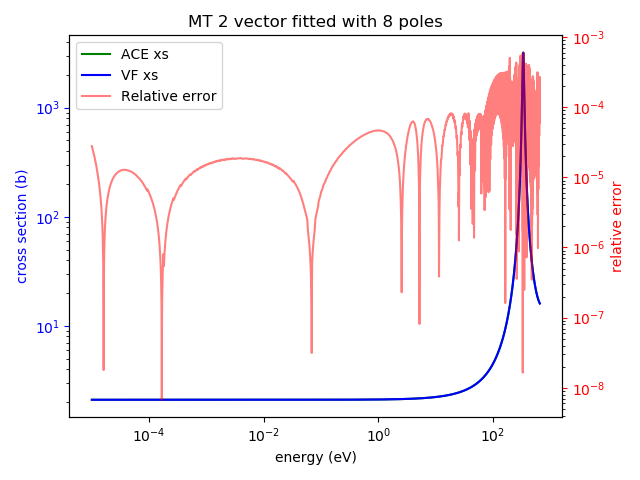 MT 2 vector fitted with 8 poles
ACE xs
VF xs
Relative error
cross section (b)
10³
10²
10¹
10⁻³
10⁻⁴
10⁻⁵
10⁻⁶
10⁻⁷
10⁻⁸
relative error
10⁻⁴
10⁻²
10⁰
10²
energy (eV)